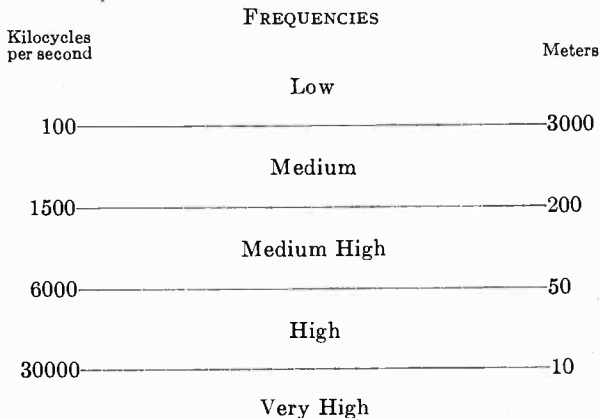 FREQUENCIES
Kilocycles
per second
Meters
Low
100 3000
Medium
1500 200
Medium High
6000 50
High
30000 10
Very High